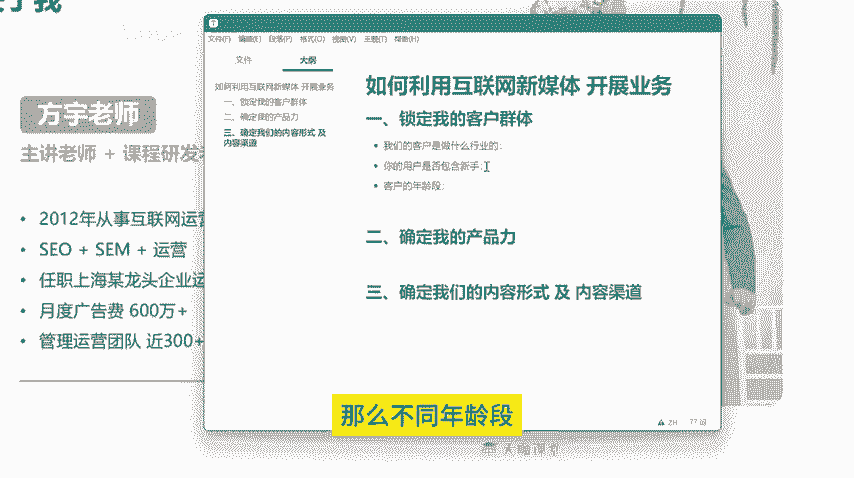 方宇老师
主讲老师 + 课程研发
• 2012年从事互联网运营
• SEO + SEM + 运营
• 任职上海某龙头企业运
• 月度广告费 600万+
• 管理运营团队 近300+
文件(F) 编辑(E) 段落(P) 格式(O) 视图(V) 主题(T) 帮助(H)
文件 大纲
如何利用互联网新媒体 开展业务
一、锁定我的客户群体
二、确定我的产品力
三、确定我们的内容形式 及
内容渠道
如何利用互联网新媒体 开展业务
一、锁定我的客户群体
• 我们的客户是做什么行业的:
• 你的用户是否包含新手:
• 客户的年龄段:
二、确定我的产品力
三、确定我们的内容形式 及 内容渠道
ZH 77 词
那么不同年龄段